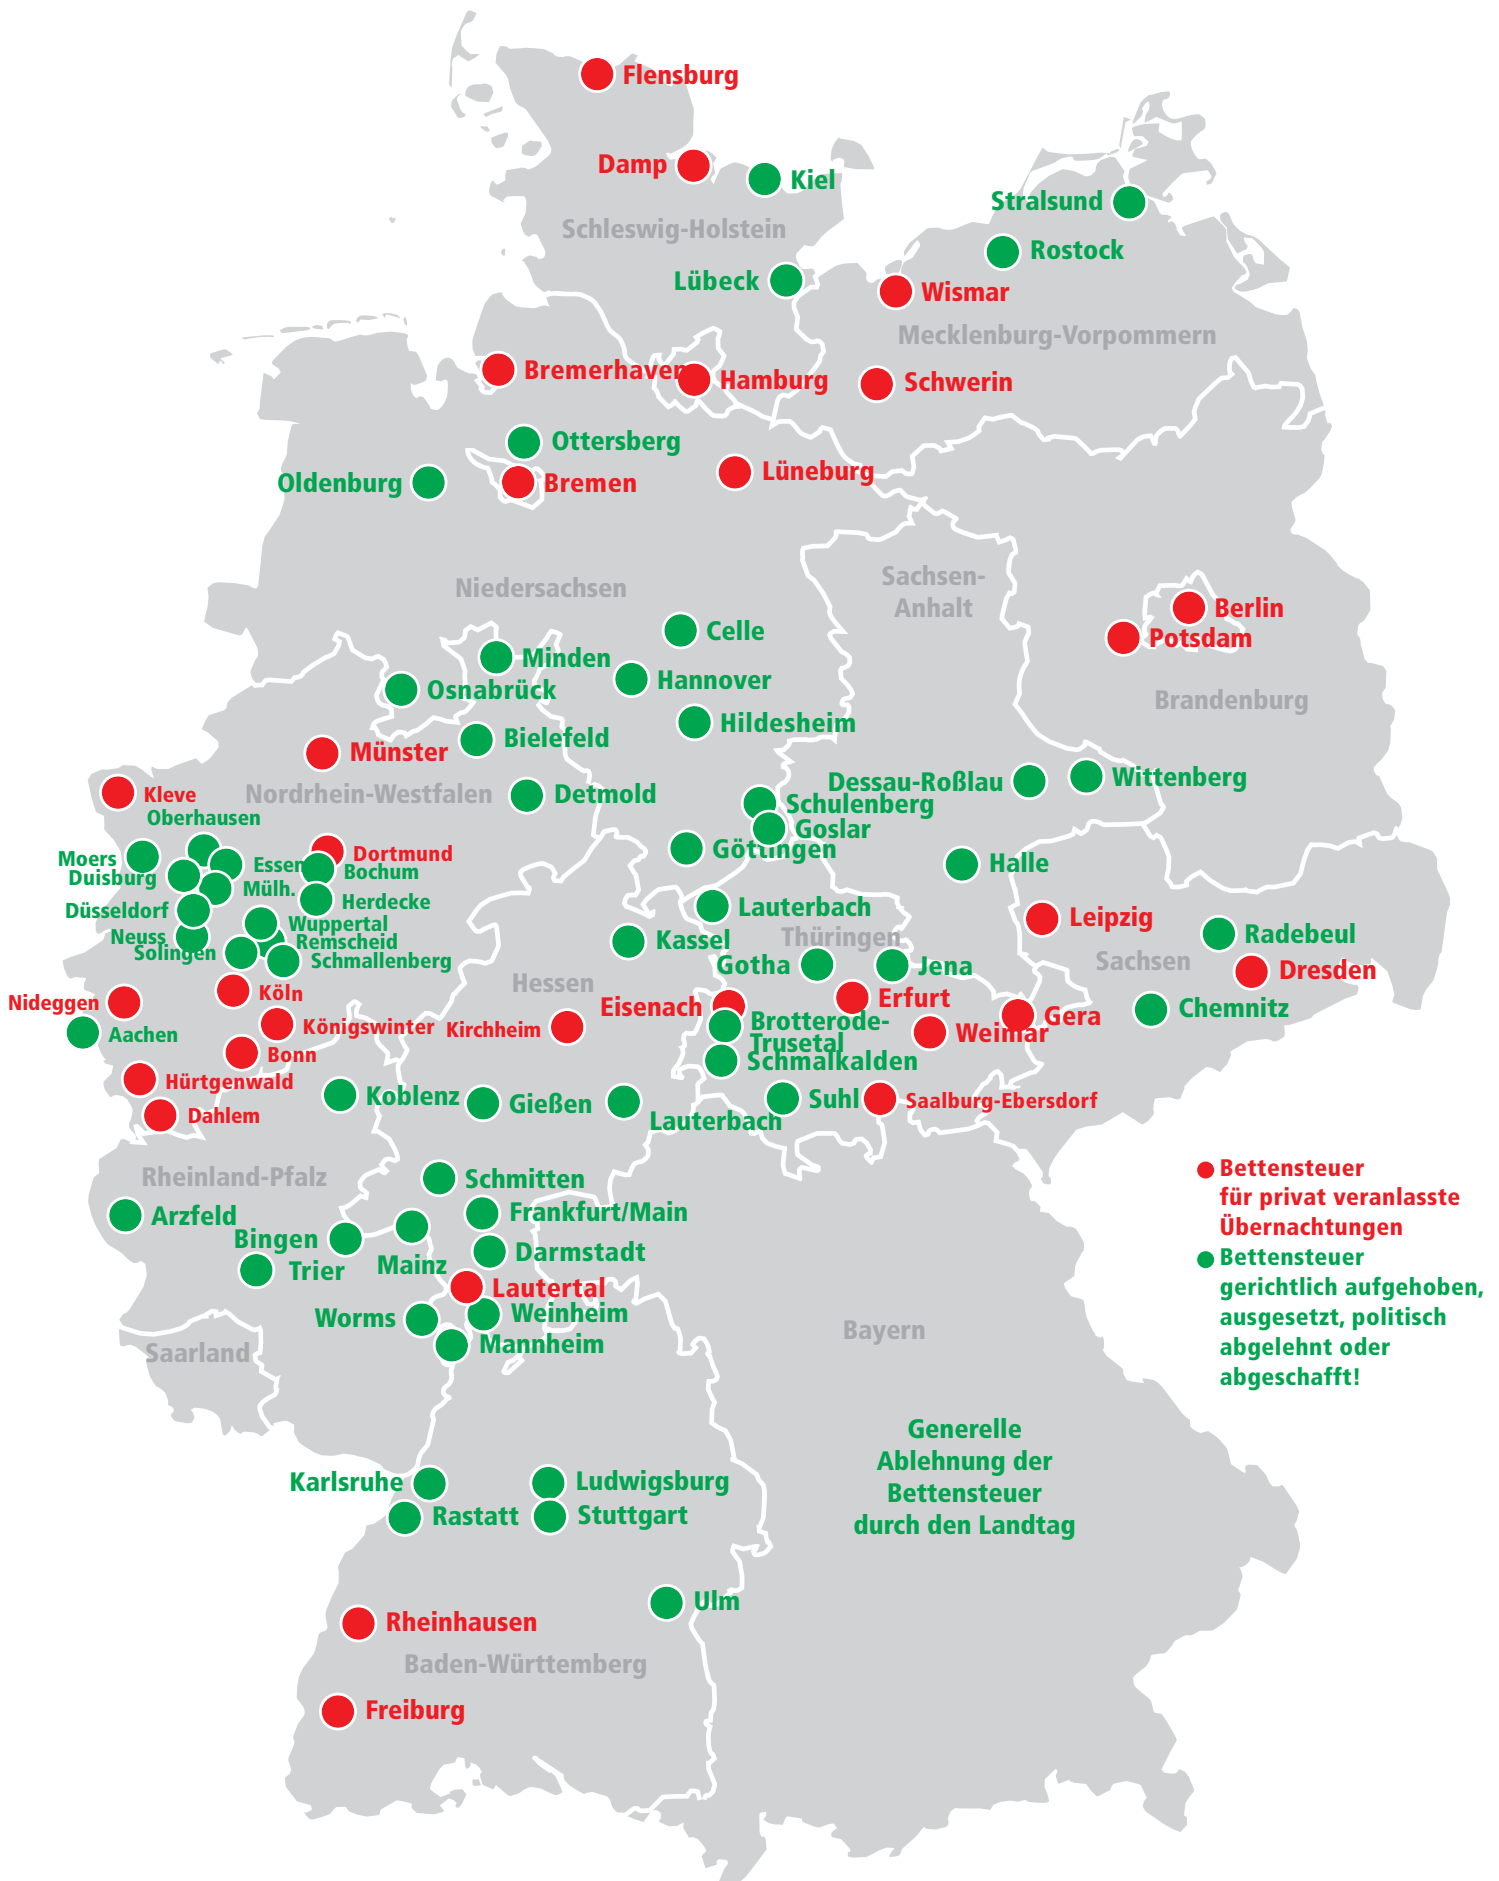 Flensburg
Damp
Kiel
Stralsund
Schleswig-Holstein
Rostock
Lübeck
Wismar
Mecklenburg-Vorpommern
Bremerhaven
Hamburg
Schwerin
Ottersberg
Lüneburg
Oldenburg
Bremen
Niedersachsen
Sachsen-
Anhalt
Berlin
Potsdam
Celle
Minden
Hannover
Osnabrück
Brandenburg
Hildesheim
Bielefeld
Münster
Dessau-Roßlau
Wittenberg
Kleve
Nordrhein-Westfalen
Detmold
Schulenberg
Oberhausen
Goslar
Göttingen
Moers
Essen
Dortmund
Halle
Duisburg
Bochum
Mülh.
Herdecke
Düsseldorf
Lauterbach
Leipzig
Wuppertal
Neuss
Remscheid
Kassel
Thüringen
Radebeul
Solingen
Schmallenberg
Gotha
Jena
Sachsen
Dresden
Hessen
Köln
Nideggen
Eisenach
Erfurt
Chemnitz
Königswinter
Kirchheim
Brotterode-
Trusetal
Gera
Weimar
Aachen
Bonn
Schmalkalden
Hürtgenwald
Koblenz
Gießen
Suhl
Saalburg-Ebersdorf
Dahlem
Lauterbach
Rheinland-Pfalz
Schmitten
Arzfeld
Frankfurt/Main
Bingen
Darmstadt
Trier
Mainz
Lautertal
Worms
Weinheim
Mannheim
Saarland
Bayern
Bettensteuer
für privat veranlasste
Übernachtungen
Bettensteuer
gerichtlich aufgehoben,
ausgesetzt, politisch
abgelehnt oder
abgeschafft!
Generelle
Ablehnung der
Bettensteuer
durch den Landtag
Karlsruhe
Ludwigsburg
Rastatt
Stuttgart
Ulm
Rheinhausen
Baden-Württemberg
Freiburg